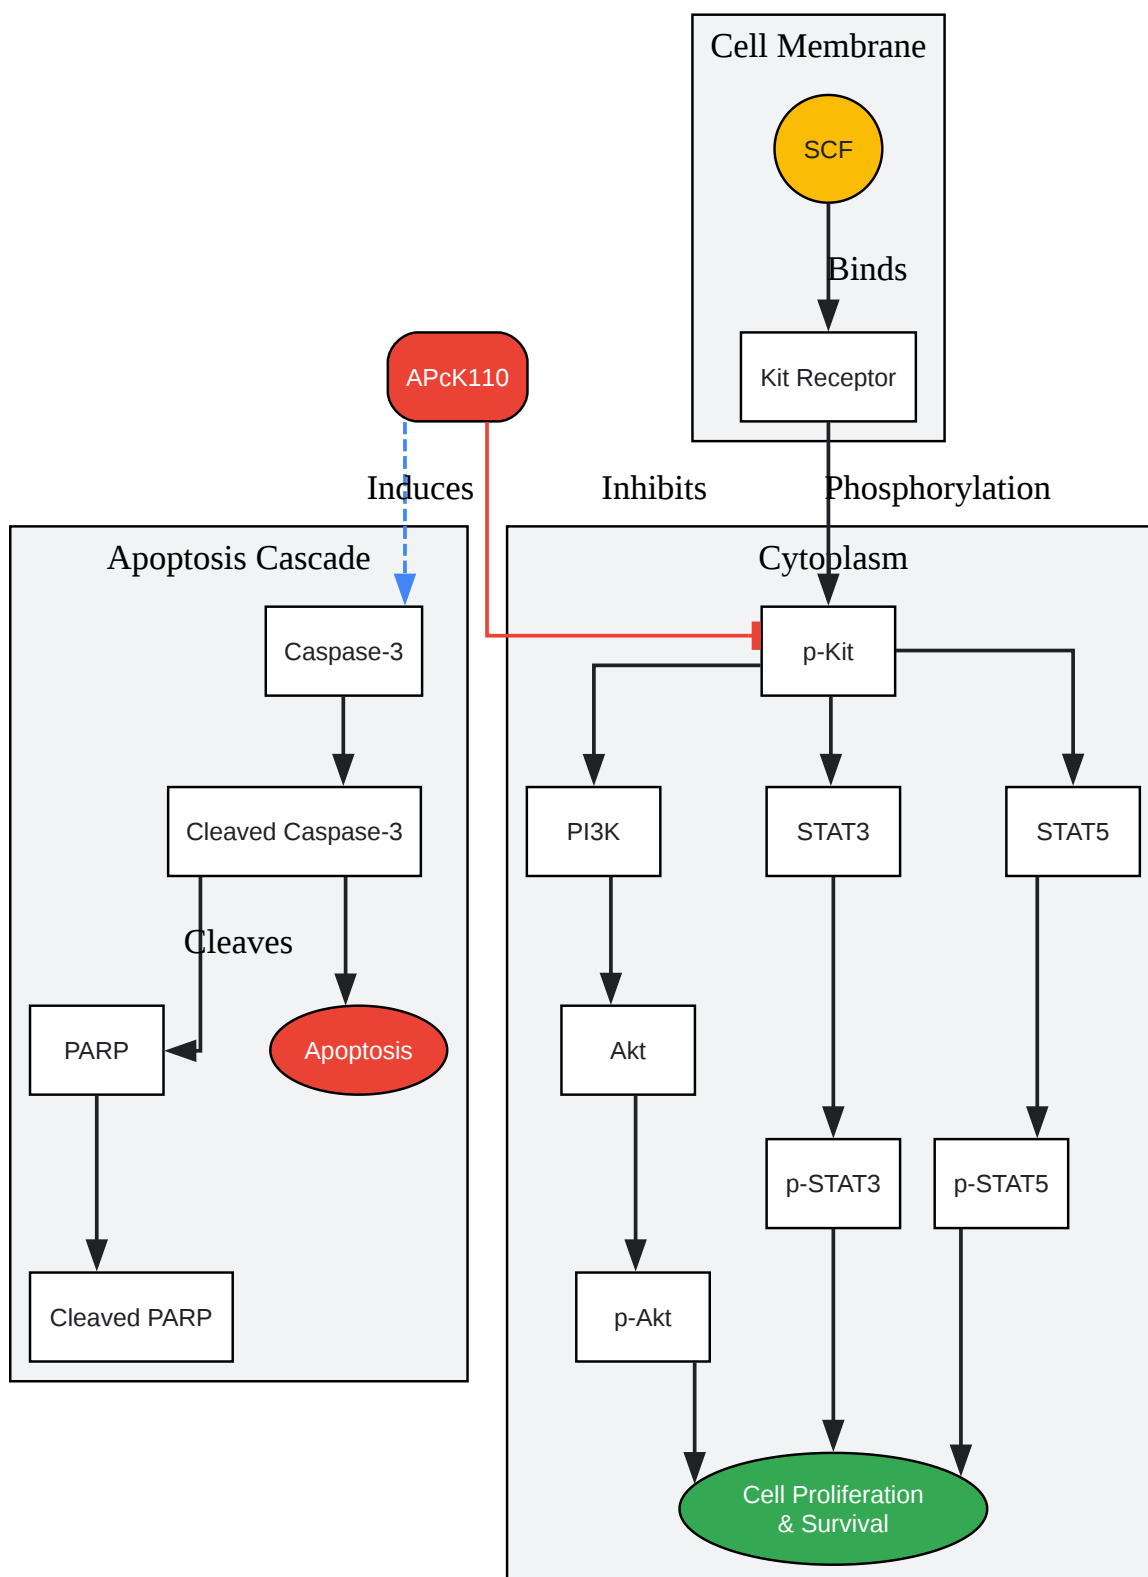 Cell Membrane
SCF
Binds
APcK110
Kit Receptor
Induces
Inhibits
Phosphorylation
Apoptosis Cascade
Cytoplasm
Caspase-3
p-Kit
Cleaved Caspase-3
PI3K
STAT3
STAT5
Cleaves
PARP
Apoptosis
Akt
p-STAT3
p-STAT5
Cleaved PARP
p-Akt
Cell Proliferation
& Survival